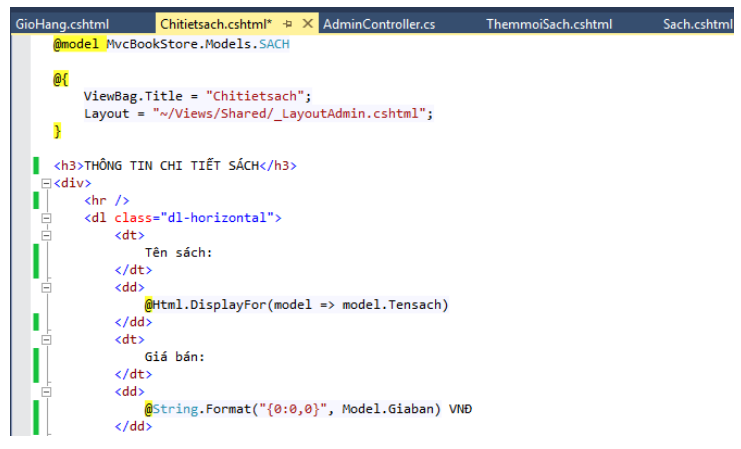 GioHang.cshtml Chitietsach.cshtml* AdminController.cs ThemmoiSach.cshtml Sach.cshtml
@model MvcBookStore.Models.SACH
@{
ViewBag.Title = "Chitietsach";
Layout = "~/Views/Shared/_LayoutAdmin.cshtml";
}
<h3>THÔNG TIN CHI TIẾT SÁCH</h3>
<div>
<hr />
<dl class="dl-horizontal">
<dt>
Tên sách:
</dt>
<dd>
@Html.DisplayFor(model => model.Tensach)
</dd>
<dt>
Giá bán:
</dt>
<dd>
@String.Format("{0:0,0}", Model.Giaban) VNĐ
</dd>